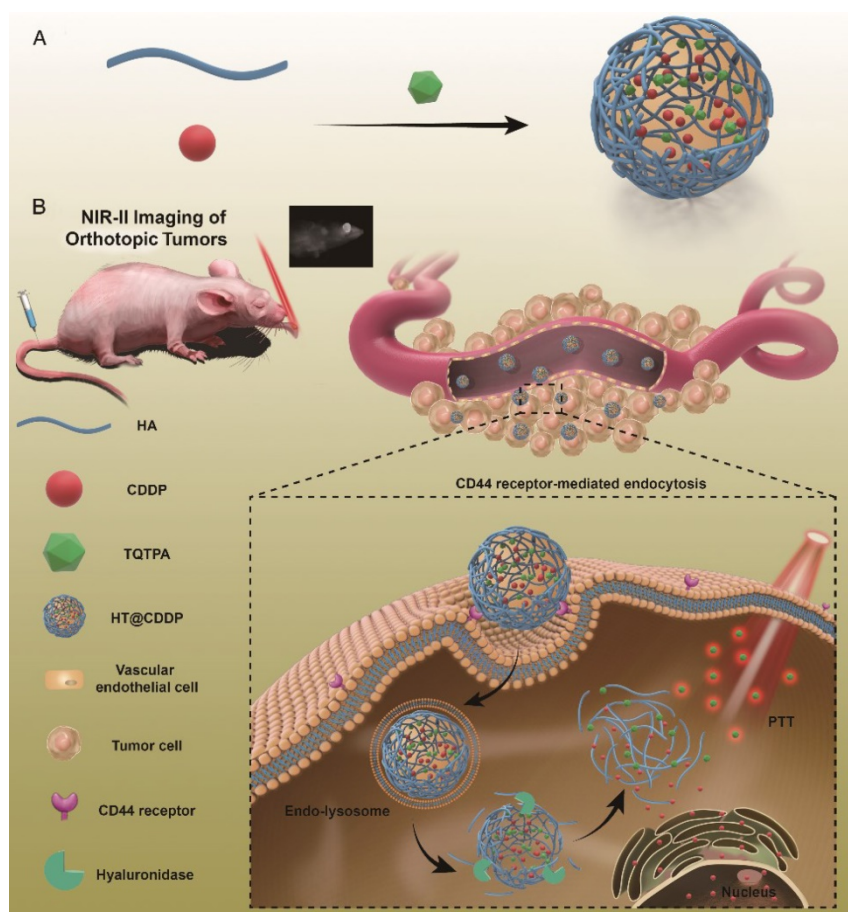 A
B
NIR-II Imaging of
Orthotopic Tumors
HA
CDDP
TQTPA
HT@CDDP
Vascular
endothelial cell
Tumor cell
CD44 receptor
Hyaluronidase
CD44 receptor-mediated endocytosis
PTT
Endo-lysosome
Nucleus